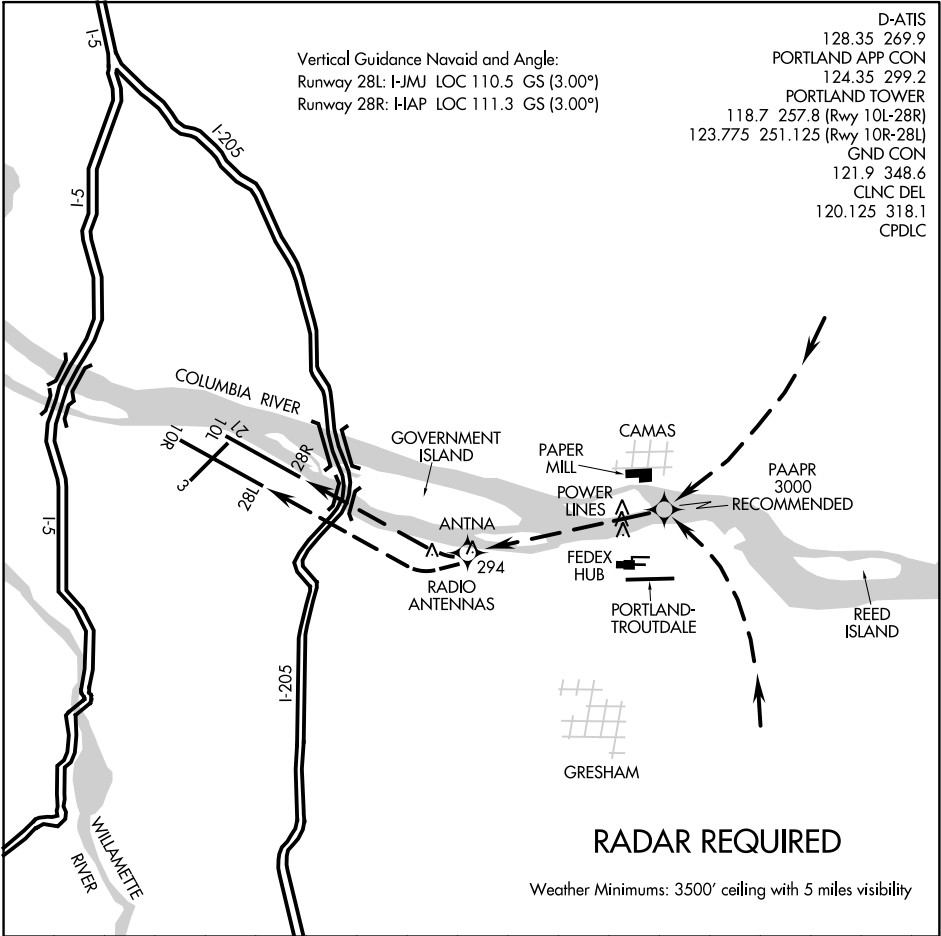 D-ATIS
128.35 269.9
PORTLAND APP CON
124.35 299.2
PORTLAND TOWER
118.7 257.8 (Rwy 10L-28R)
123.775 251.125 (Rwy 10R-28L)
GND CON
121.9 348.6
CLNC DEL
120.125 318.1
CPDLC
Vertical Guidance Navaid and Angle:
Runway 28L: I-JMJ LOC 110.5 GS (3.00°)
Runway 28R: I-IAP LOC 111.3 GS (3.00°)
I-5
I-205
I-5
COLUMBIA RIVER
10R
10L
21
28R
3
28L
GOVERNMENT
ISLAND
CAMAS
PAPER
MILL
POWER
LINES
PAAPR
3000
RECOMMENDED
ANTNA
294
RADIO
ANTENNAS
FEDEX
HUB
PORTLAND-
TROUTDALE
REED
ISLAND
I-5
I-205
GRESHAM
WILLAMETTE
RIVER
RADAR REQUIRED
Weather Minimums: 3500' ceiling with 5 miles visibility